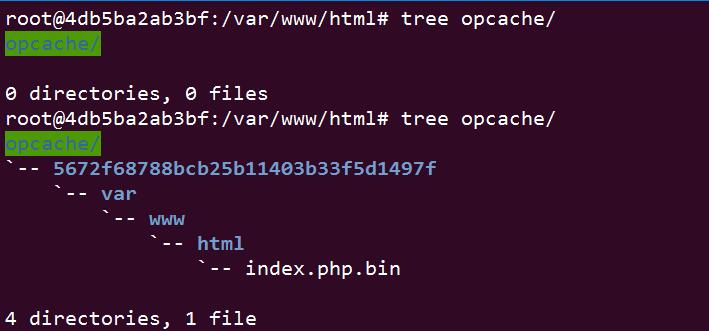 root@4db5ba2ab3bf:/var/www/html# tree opcache/
opcache/
0 directories, 0 files
root@4db5ba2ab3bf:/var/www/html# tree opcache/
opcache/
`-- 5672f68788bcb25b11403b33f5d1497f
    `-- var
        `-- www
            `-- html
                `-- index.php.bin
4 directories, 1 file